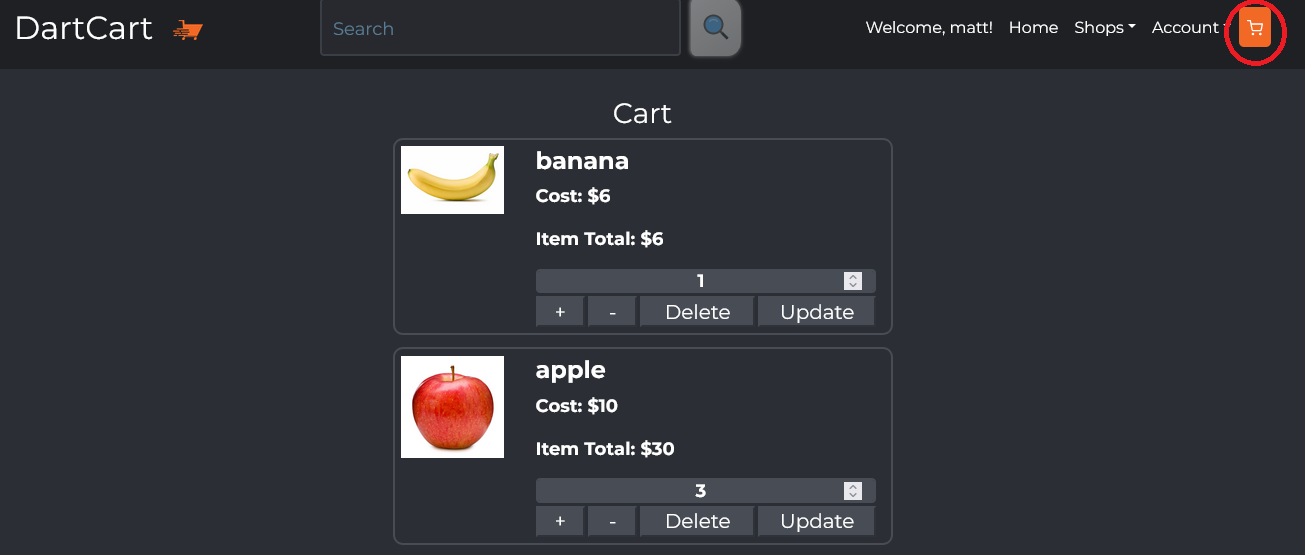 DartCart
Search
Welcome, matt! Home Shops Account
Cart
banana
Cost: $6
Item Total: $6
1
+ - Delete Update
apple
Cost: $10
Item Total: $30
3
+ - Delete Update